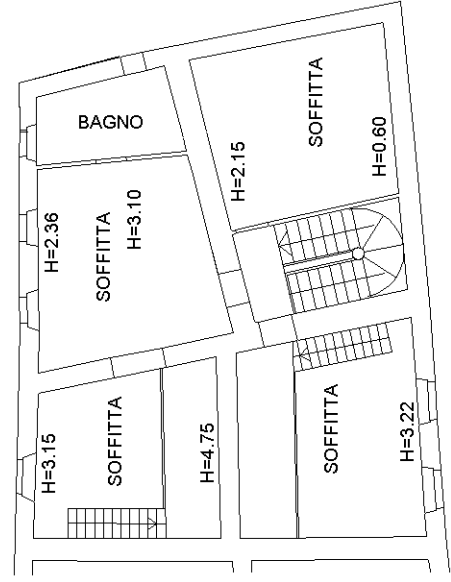 BAGNO
SOFFITTA
H=2.15
H=0.60
H=2.36
SOFFITTA
H=3.10
H=3.15
SOFFITTA
H=4.75
SOFFITTA
H=3.22